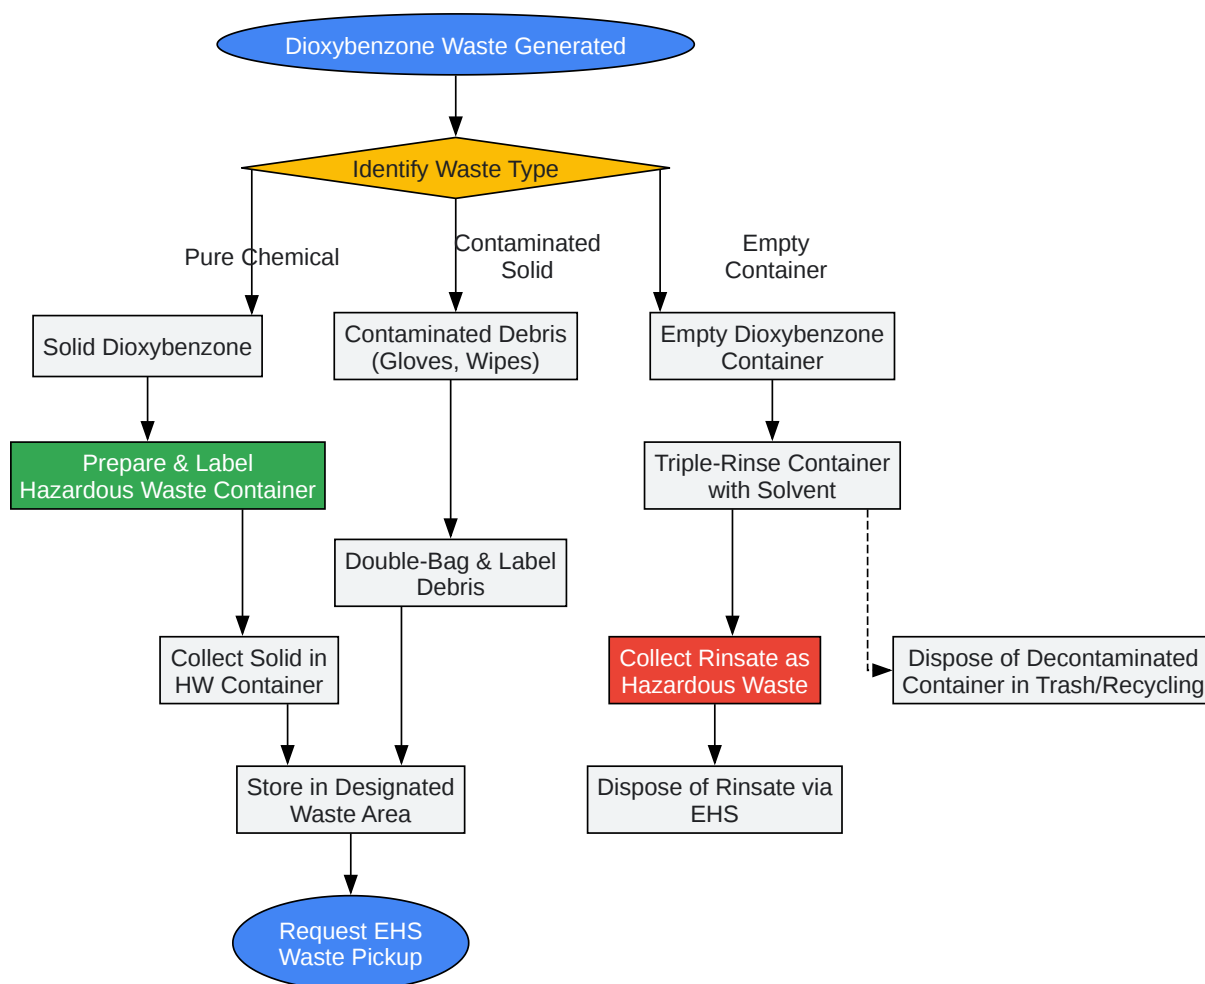 Dioxybenzone Waste Generated
Identify Waste Type
Pure Chemical
Contaminated
Solid
Empty
Container
Solid Dioxybenzone
Contaminated Debris
(Gloves, Wipes)
Empty Dioxybenzone
Container
Prepare & Label
Hazardous Waste Container
Triple-Rinse Container
with Solvent
Double-Bag & Label
Debris
Collect Solid in
HW Container
Collect Rinsate as
Hazardous Waste
Dispose of Decontaminated
Container in Trash/Recycling
Store in Designated
Waste Area
Dispose of Rinsate via
EHS
Request EHS
Waste Pickup